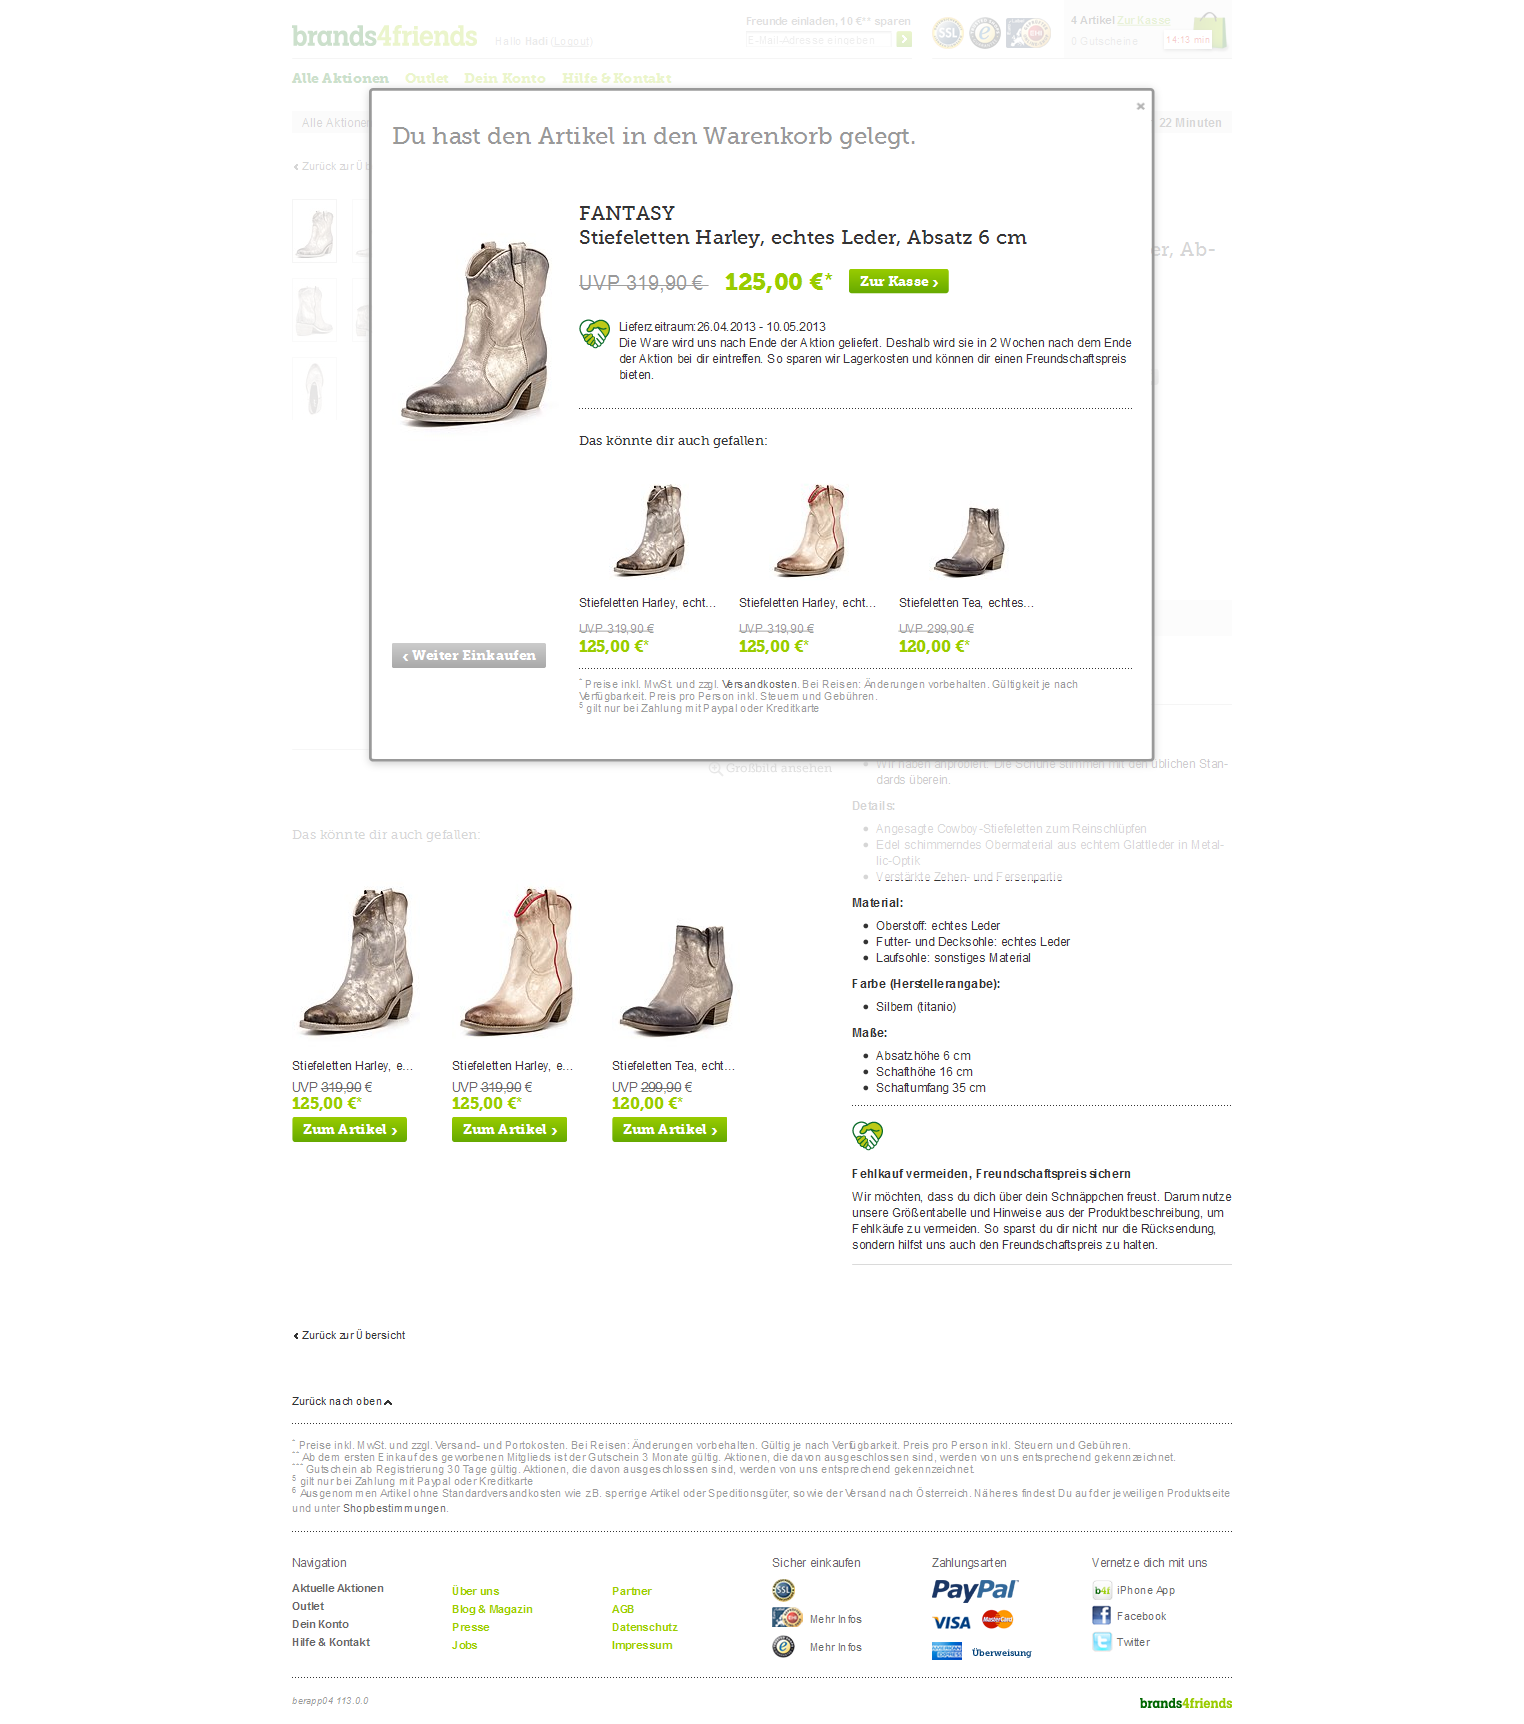 brands4friends
Hallo Hadi (Logout)
Freunde einladen, 10 €** sparen
E-Mail-Adresse eingeben
4 Artikel Zur Kasse
0 Gutscheine
14:13 min
Alle Aktionen Outlet Dein Konto Hilfe & Kontakt
Alle Aktionen
22 Minuten
Zurück zur Üb
er, Ab-
Du hast den Artikel in den Warenkorb gelegt.
FANTASY
Stiefeletten Harley, echtes Leder, Absatz 6 cm
UVP 319,90 € 125,00 €* Zur Kasse ›
Lieferzeitraum:26.04.2013 - 10.05.2013
Die Ware wird uns nach Ende der Aktion geliefert. Deshalb wird sie in 2 Wochen nach dem Ende
der Aktion bei dir eintreffen. So sparen wir Lagerkosten und können dir einen Freundschaftspreis
bieten.
Das könnte dir auch gefallen:
Stiefeletten Harley, echt... Stiefeletten Harley, echt... Stiefeletten Tea, echtes...
UVP 319,90 € UVP 319,90 € UVP 299,90 €
125,00 €* 125,00 €* 120,00 €*
‹ Weiter Einkaufen
* Preise inkl. MwSt. und zzgl. Versandkosten. Bei Reisen: Änderungen vorbehalten. Gültigkeit je nach
Verfügbarkeit. Preis pro Person inkl. Steuern und Gebühren.
5 gilt nur bei Zahlung mit Paypal oder Kreditkarte
Großbild ansehen
Wir haben anprobiert: Die Schuhe stimmen mit den üblichen Stan-
dards überein.
Details:
Angesagte Cowboy-Stiefeletten zum Reinschlüpfen
Edel schimmerndes Obermaterial aus echtem Glattleder in Metal-
lic-Optik
Verstärkte Zehen- und Fersenpartie
Material:
Oberstoff: echtes Leder
Futter- und Decksohle: echtes Leder
Laufsohle: sonstiges Material
Farbe (Herstellerangabe):
Silbern (titanio)
Maße:
Absatzhöhe 6 cm
Schafthöhe 16 cm
Schaftumfang 35 cm
Das könnte dir auch gefallen:
Stiefeletten Harley, e... Stiefeletten Harley, e... Stiefeletten Tea, echt...
UVP 319,90 € UVP 319,90 € UVP 299,90 €
125,00 €* 125,00 €* 120,00 €*
Zum Artikel › Zum Artikel › Zum Artikel ›
Fehlkauf vermeiden, Freundschaftspreis sichern
Wir möchten, dass du dich über dein Schnäppchen freust. Darum nutze
unsere Größentabelle und Hinweise aus der Produktbeschreibung, um
Fehlkäufe zu vermeiden. So sparst du dir nicht nur die Rücksendung,
sondern hilfst uns auch den Freundschaftspreis zu halten.
Zurück zur Übersicht
Zurück nach oben
* Preise inkl. MwSt. und zzgl. Versand- und Portokosten. Bei Reisen: Änderungen vorbehalten. Gültig je nach Verfügbarkeit. Preis pro Person inkl. Steuern und Gebühren.
** Ab dem ersten Einkauf des geworbenen Mitglieds ist der Gutschein 3 Monate gültig. Aktionen, die davon ausgeschlossen sind, werden von uns entsprechend gekennzeichnet.
*** Gutschein ab Registrierung 30 Tage gültig. Aktionen, die davon ausgeschlossen sind, werden von uns entsprechend gekennzeichnet.
5 gilt nur bei Zahlung mit Paypal oder Kreditkarte
6 Ausgenommen Artikel ohne Standardversandkosten wie z.B. sperrige Artikel oder Speditionsgüter, sowie der Versand nach Österreich. Näheres findest Du auf der jeweiligen Produktseite
und unter Shopbestimmungen.
Navigation
Aktuelle Aktionen
Outlet
Dein Konto
Hilfe & Kontakt
Über uns
Blog & Magazin
Presse
Jobs
Partner
AGB
Datenschutz
Impressum
Sicher einkaufen
SSL
Mehr Infos
Mehr Infos
Zahlungsarten
PayPal
VISA MasterCard
AMERICAN EXPRESS Überweisung
Vernetze dich mit uns
b4f iPhone App
Facebook
Twitter
berapp04 113.0.0
brands4friends